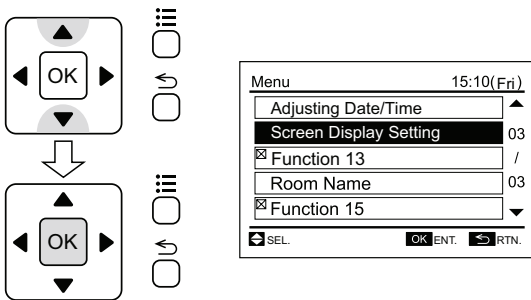 OK
OK
Menu 15:10(Fri)
Adjusting Date/Time
Screen Display Setting 03
Function 13 /
Room Name 03
Function 15
SEL. OK ENT. RTN.